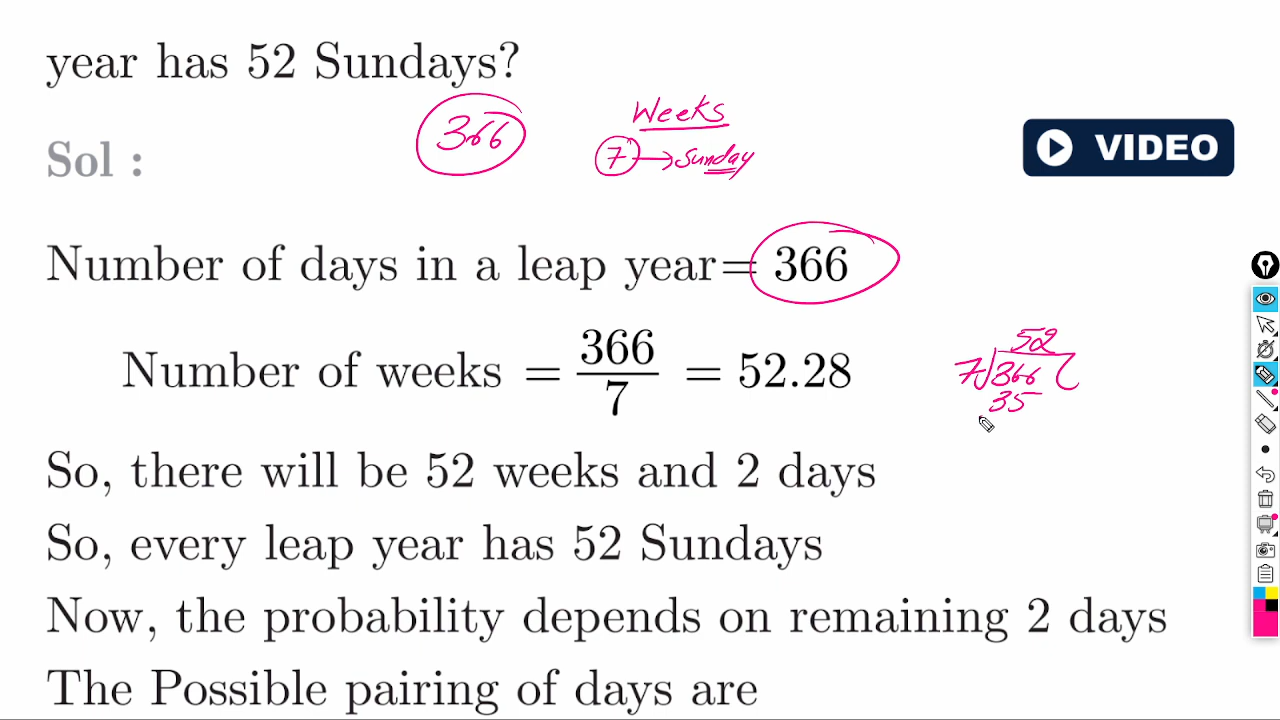 year has 52 Sundays?
366
Weeks
7 → Sunday
Sol :
VIDEO
Number of days in a leap year= 366
Number of weeks = 366/7 = 52.28
52
7 366
35
So, there will be 52 weeks and 2 days
So, every leap year has 52 Sundays
Now, the probability depends on remaining 2 days
The Possible pairing of days are